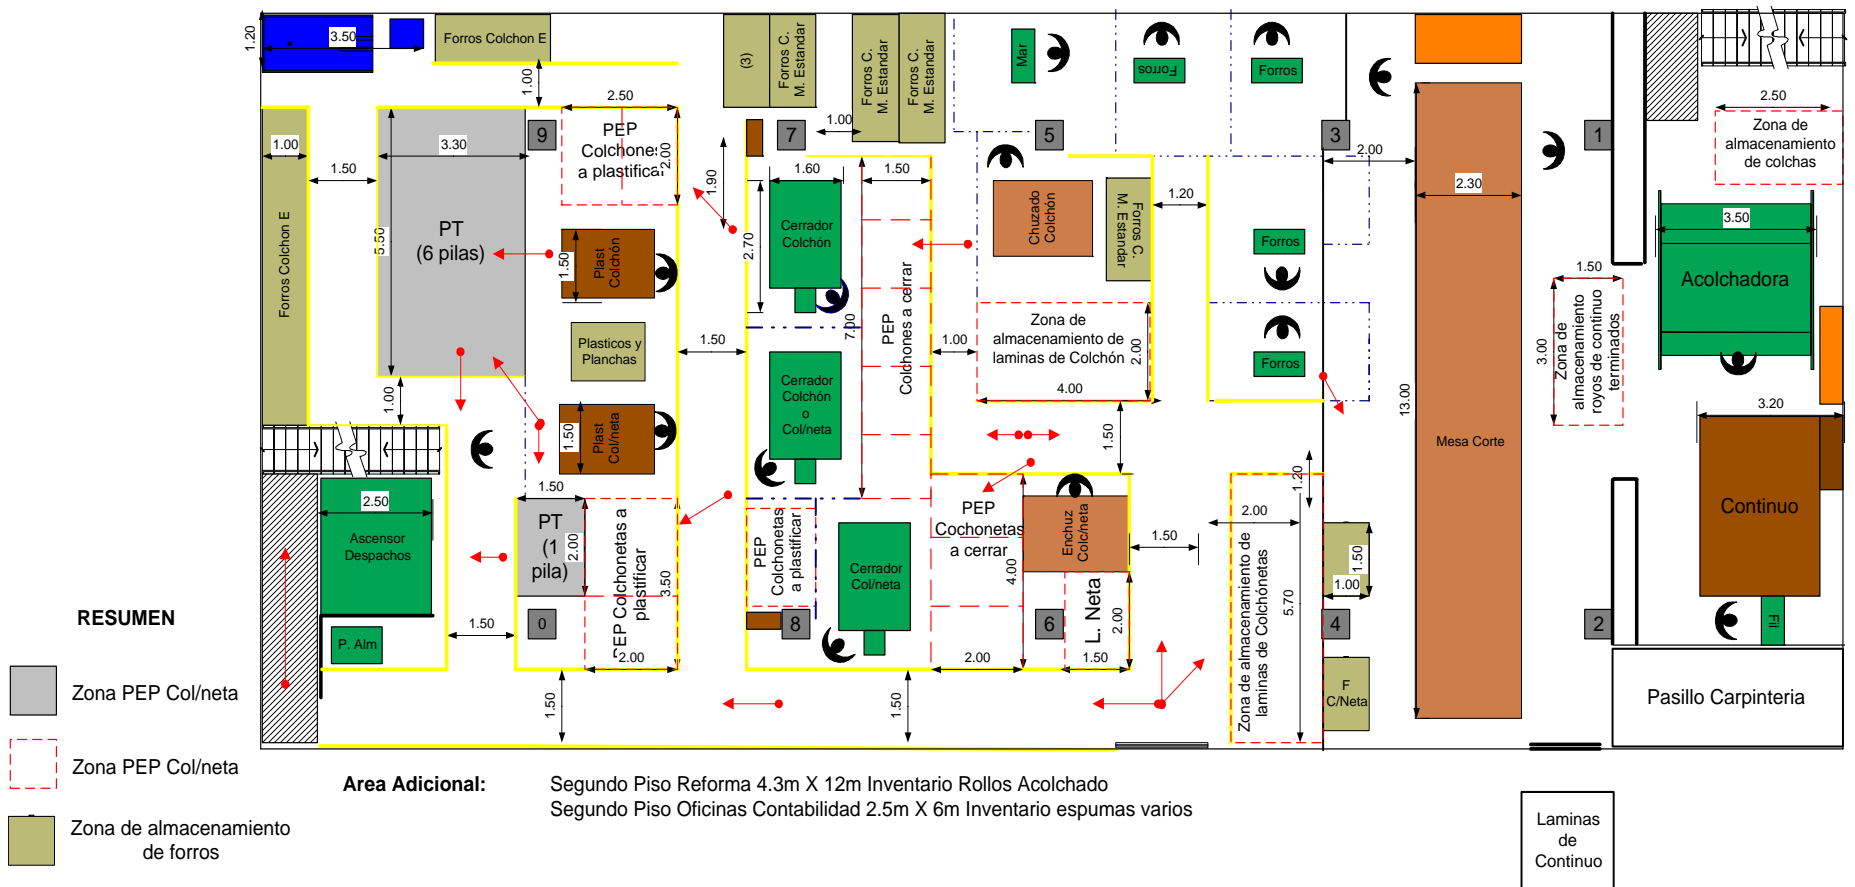 1.20
3.50
Forros Colchon E
1.00
(3)
Forros C.
M. Estandar
Forros C.
M. Estandar
Forros C.
M. Estandar
Mar
Forros
Forros
2.50
Zona de
almacenamiento
de colchas
1.00
Forros Colchon E
1.50
3.30
5.50
PT
(6 pilas)
1.00
9
2.50
PEP
Colchones
a plastificar
2.00
1.50
Plast
Colchón
Plasticos y
Planchas
1.50
Plast
Col/neta
1.50
7
1.00
1.90
1.60
1.50
2.70
Cerrador
Colchón
7.00
PEP
Colchones a cerrar
Cerrador
Colchón
o
Col/neta
5
Chuzado
Colchón
Forros C.
M. Estandar
1.20
Zona de
almacenamiento de
laminas de Colchón
2.00
4.00
1.00
1.50
Forros
Forros
3
2.00
2.30
13.00
Mesa Corte
1
3.50
Acolchadora
1.50
3.00
Zona de
almacenamiento
royos de continuo
terminados
3.20
Continuo
Fil
2
Pasillo Carpinteria
2.50
Ascensor
Despachos
P. Alm
1.50
1.50
PT
(1
pila)
2.00
0
PEP Colchonetas a
plastificar
3.50
2.00
1.50
PEP
Colchonetas
a plastificar
8
Cerrador
Col/neta
1.50
PEP
Cochonetas
a cerrar
4.00
2.00
Enchuz
Colc/neta
6
L. Neta
2.00
1.50
1.50
2.00
1.20
Zona de almacenamiento de
laminas de Colchónetas
5.70
1.50
1.00
4
F
C/Neta
RESUMEN
Zona PEP Col/neta
Zona PEP Col/neta
Zona de almacenamiento
de forros
Area Adicional:
Segundo Piso Reforma 4.3m X 12m Inventario Rollos Acolchado
Segundo Piso Oficinas Contabilidad 2.5m X 6m Inventario espumas varios
Laminas
de
Continuo